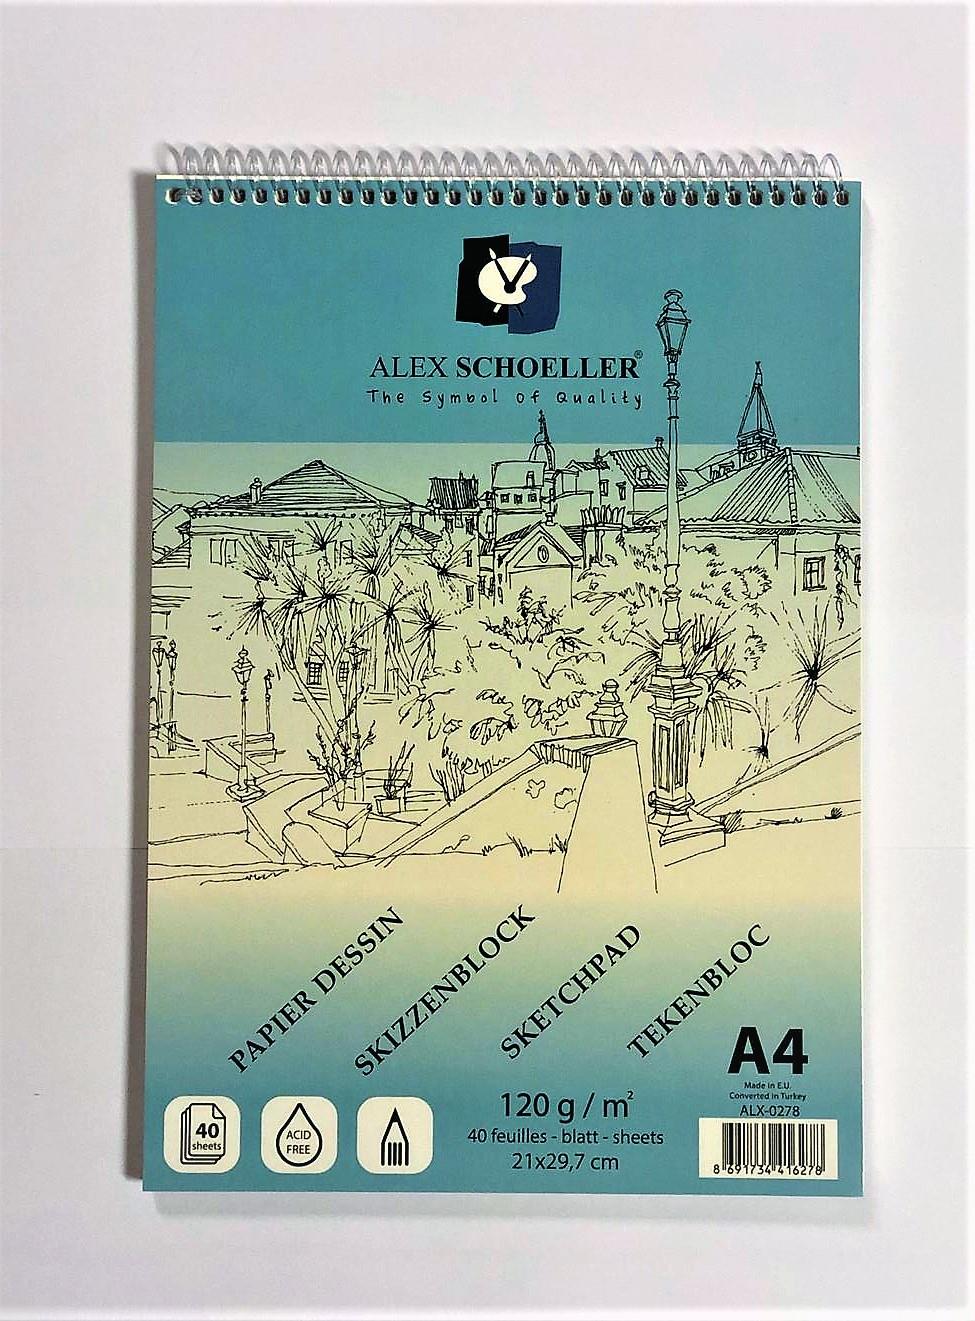 ALEX SCHOELLER®
The Symbol of Quality
PAPIER DESSIN
SKIZZENBLOCK
SKETCHPAD
TEKENBLOC
A4
Made in E.U.
Converted in Turkey
ALX-0278
40
sheets
ACID
FREE
120 g / m²
40 feuilles - blatt - sheets
21x29,7 cm
8 691734 416278